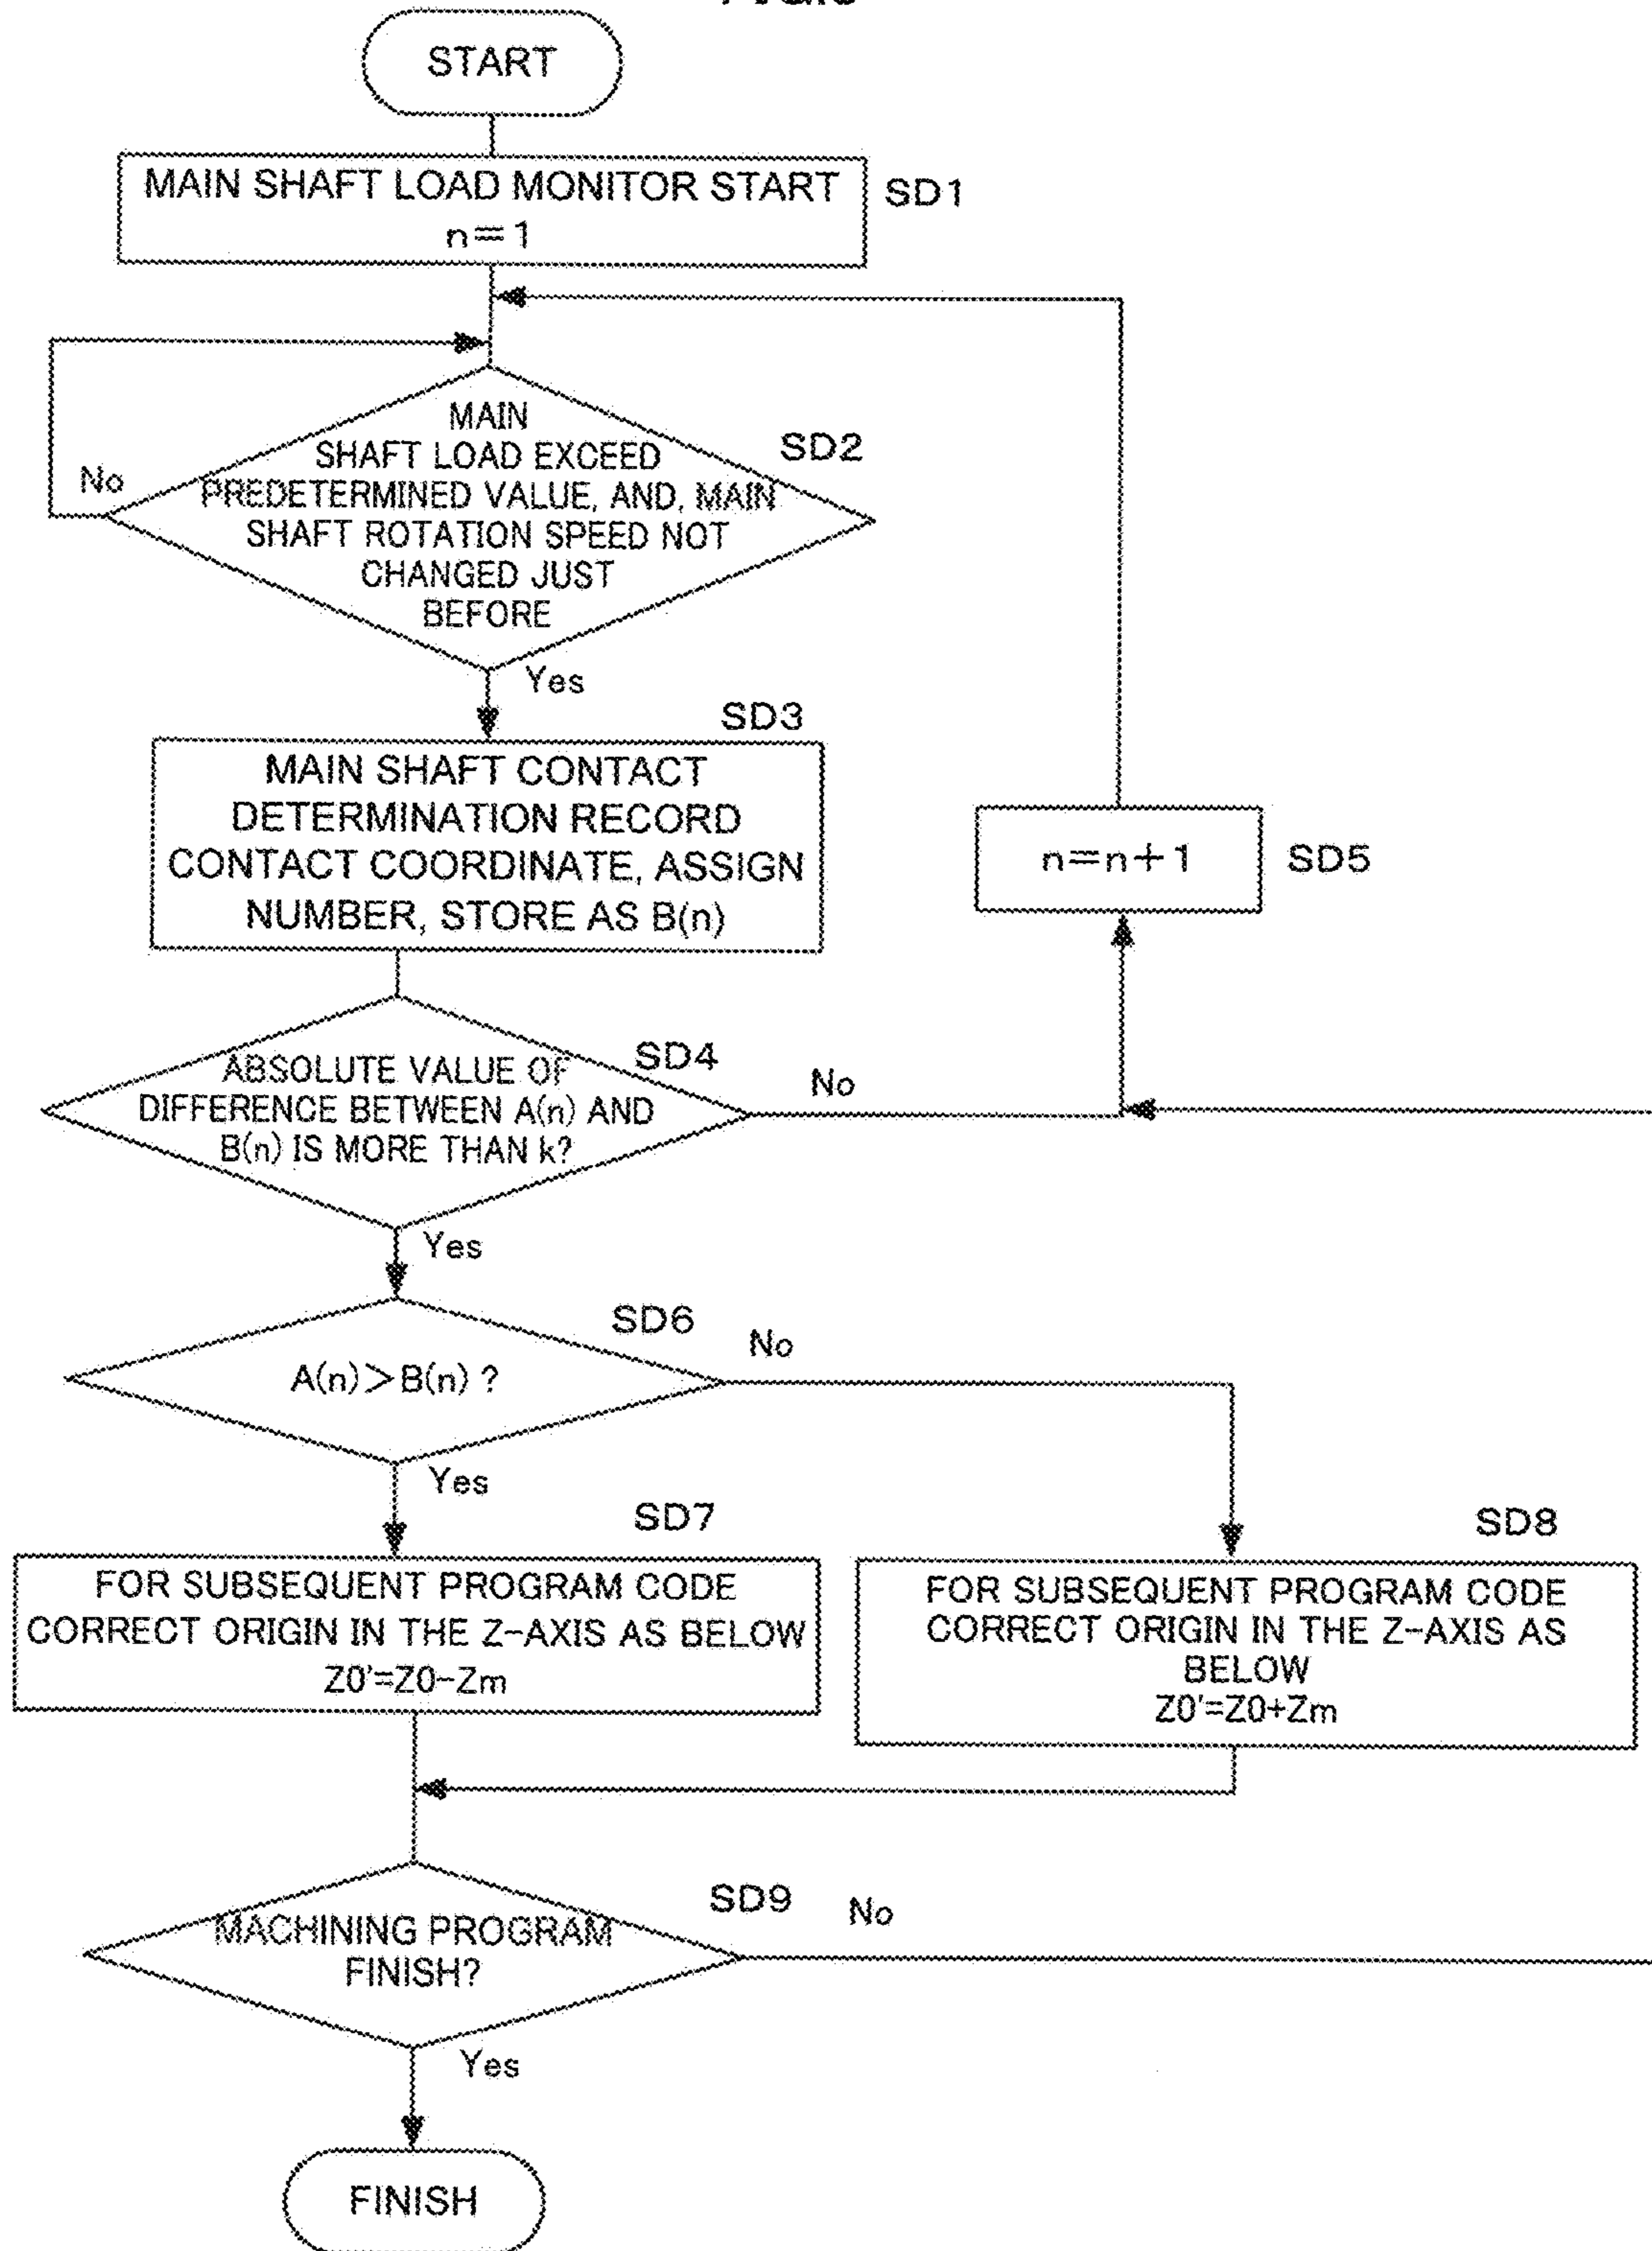 START
MAIN SHAFT LOAD MONITOR START
n=1
SD1
MAIN
SHAFT LOAD EXCEED
PREDETERMINED VALUE, AND, MAIN
SHAFT ROTATION SPEED NOT
CHANGED JUST
BEFORE
SD2
No
Yes
SD3
MAIN SHAFT CONTACT
DETERMINATION RECORD
CONTACT COORDINATE, ASSIGN
NUMBER, STORE AS B(n)
n=n+1
SD5
ABSOLUTE VALUE OF
DIFFERENCE BETWEEN A(n) AND
B(n) IS MORE THAN k?
SD4
No
Yes
SD6
A(n)>B(n) ?
No
Yes
SD7
FOR SUBSEQUENT PROGRAM CODE
CORRECT ORIGIN IN THE Z-AXIS AS BELOW
Z0'=Z0-Zm
SD8
FOR SUBSEQUENT PROGRAM CODE
CORRECT ORIGIN IN THE Z-AXIS AS
BELOW
Z0'=Z0+Zm
MACHINING PROGRAM
FINISH?
SD9
No
Yes
FINISH